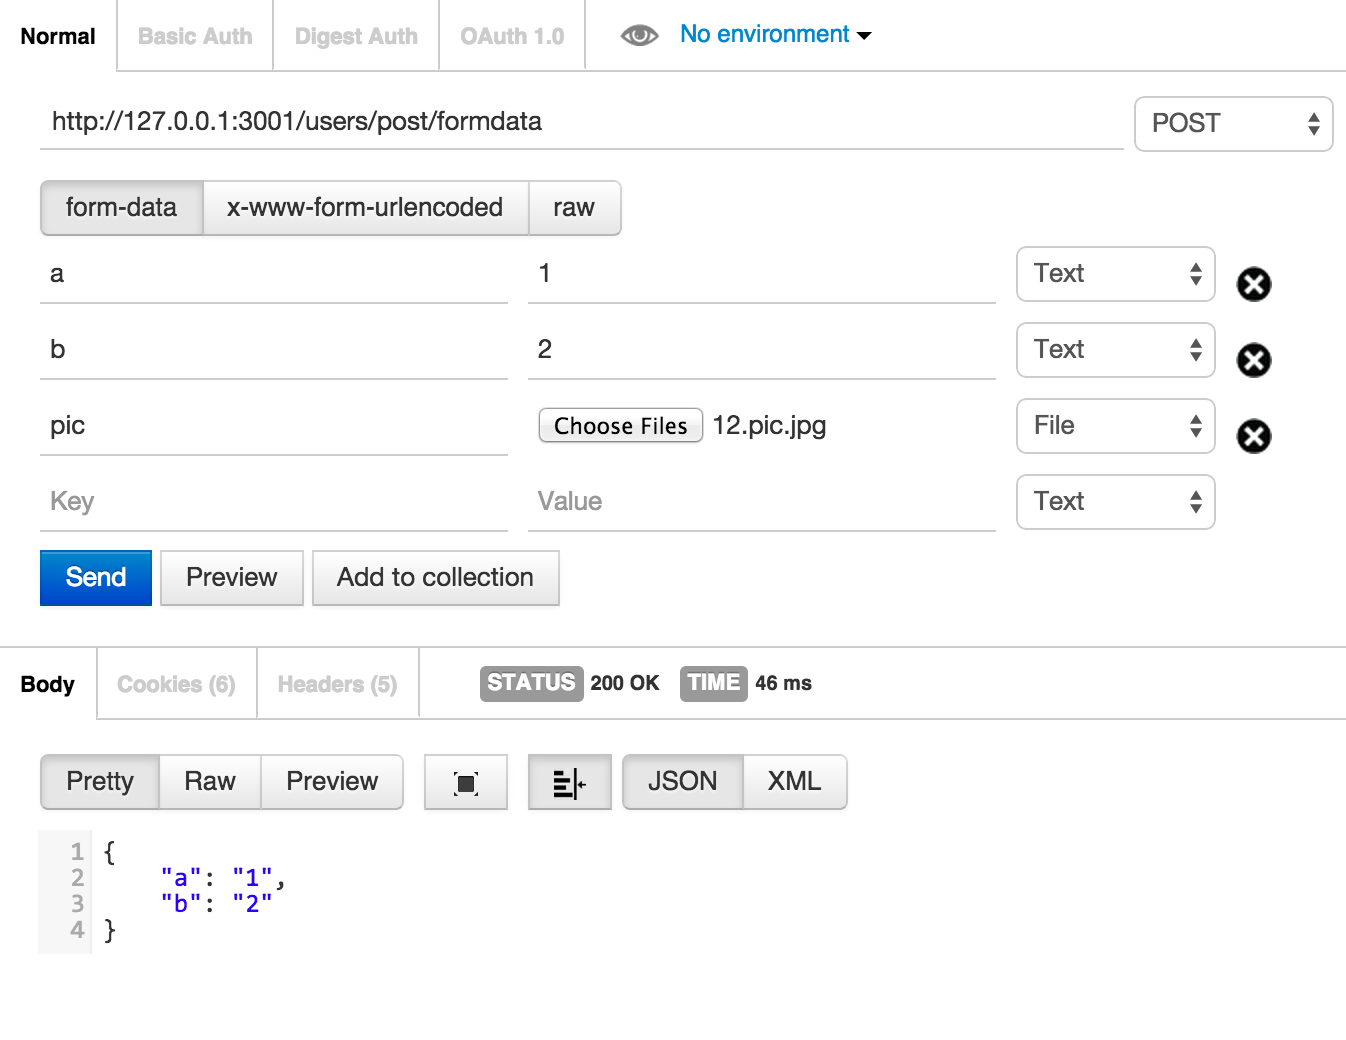 Normal Basic Auth Digest Auth OAuth 1.0 No environment
http://127.0.0.1:3001/users/post/formdata POST
form-data x-www-form-urlencoded raw
a 1 Text
b 2 Text
pic Choose Files 12.pic.jpg File
Key Value Text
Send Preview Add to collection
Body Cookies (6) Headers (5) STATUS 200 OK TIME 46 ms
Pretty Raw Preview JSON XML
1 {
2 "a": "1",
3 "b": "2"
4 }